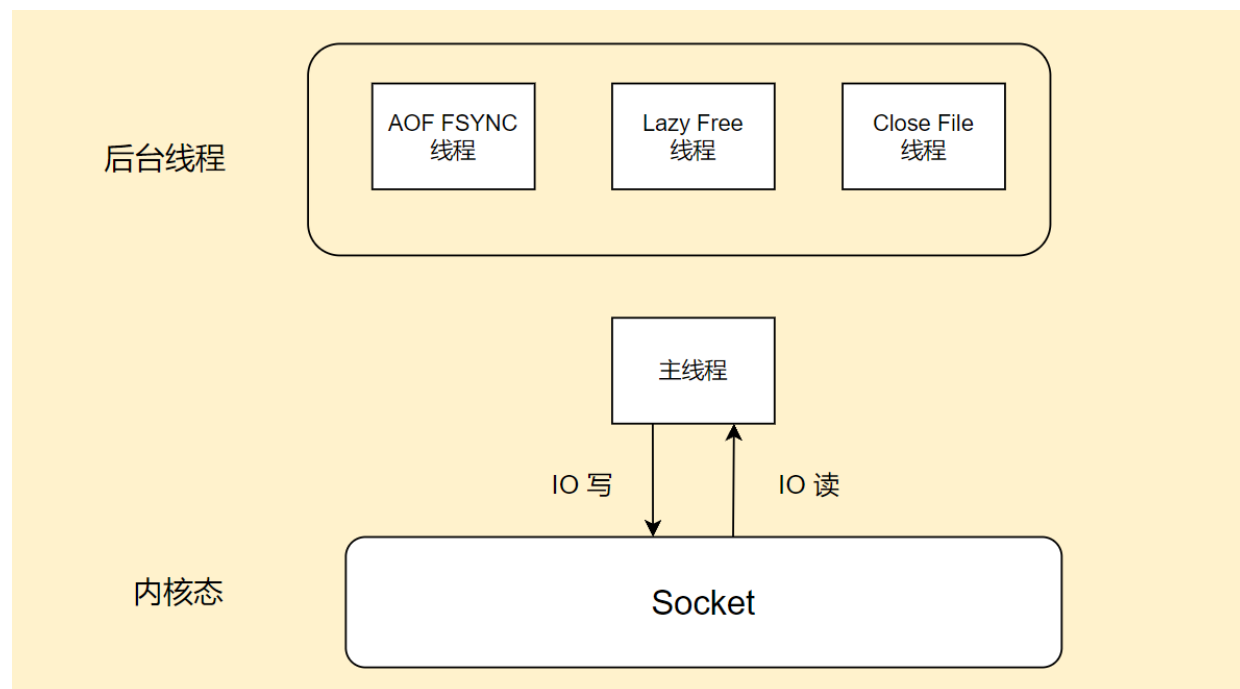 后台线程
AOF FSYNC
线程
Lazy Free
线程
Close File
线程
主线程
IO 写
IO 读
内核态
Socket